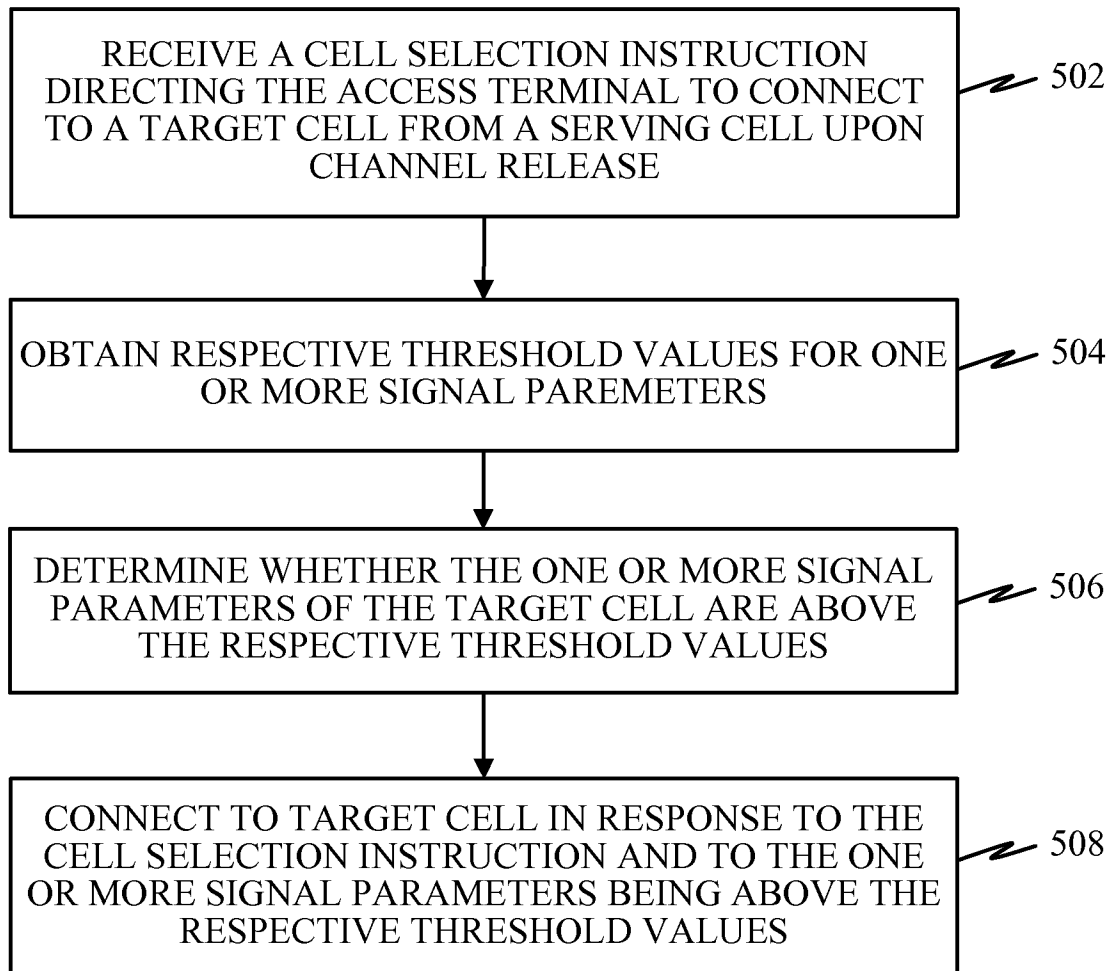 RECEIVE A CELL SELECTION INSTRUCTION
DIRECTING THE ACCESS TERMINAL TO CONNECT
TO A TARGET CELL FROM A SERVING CELL UPON
CHANNEL RELEASE
502
OBTAIN RESPECTIVE THRESHOLD VALUES FOR ONE
OR MORE SIGNAL PAREMETERS
504
DETERMINE WHETHER THE ONE OR MORE SIGNAL
PARAMETERS OF THE TARGET CELL ARE ABOVE
THE RESPECTIVE THRESHOLD VALUES
506
CONNECT TO TARGET CELL IN RESPONSE TO THE
CELL SELECTION INSTRUCTION AND TO THE ONE
OR MORE SIGNAL PARAMETERS BEING ABOVE THE
RESPECTIVE THRESHOLD VALUES
508